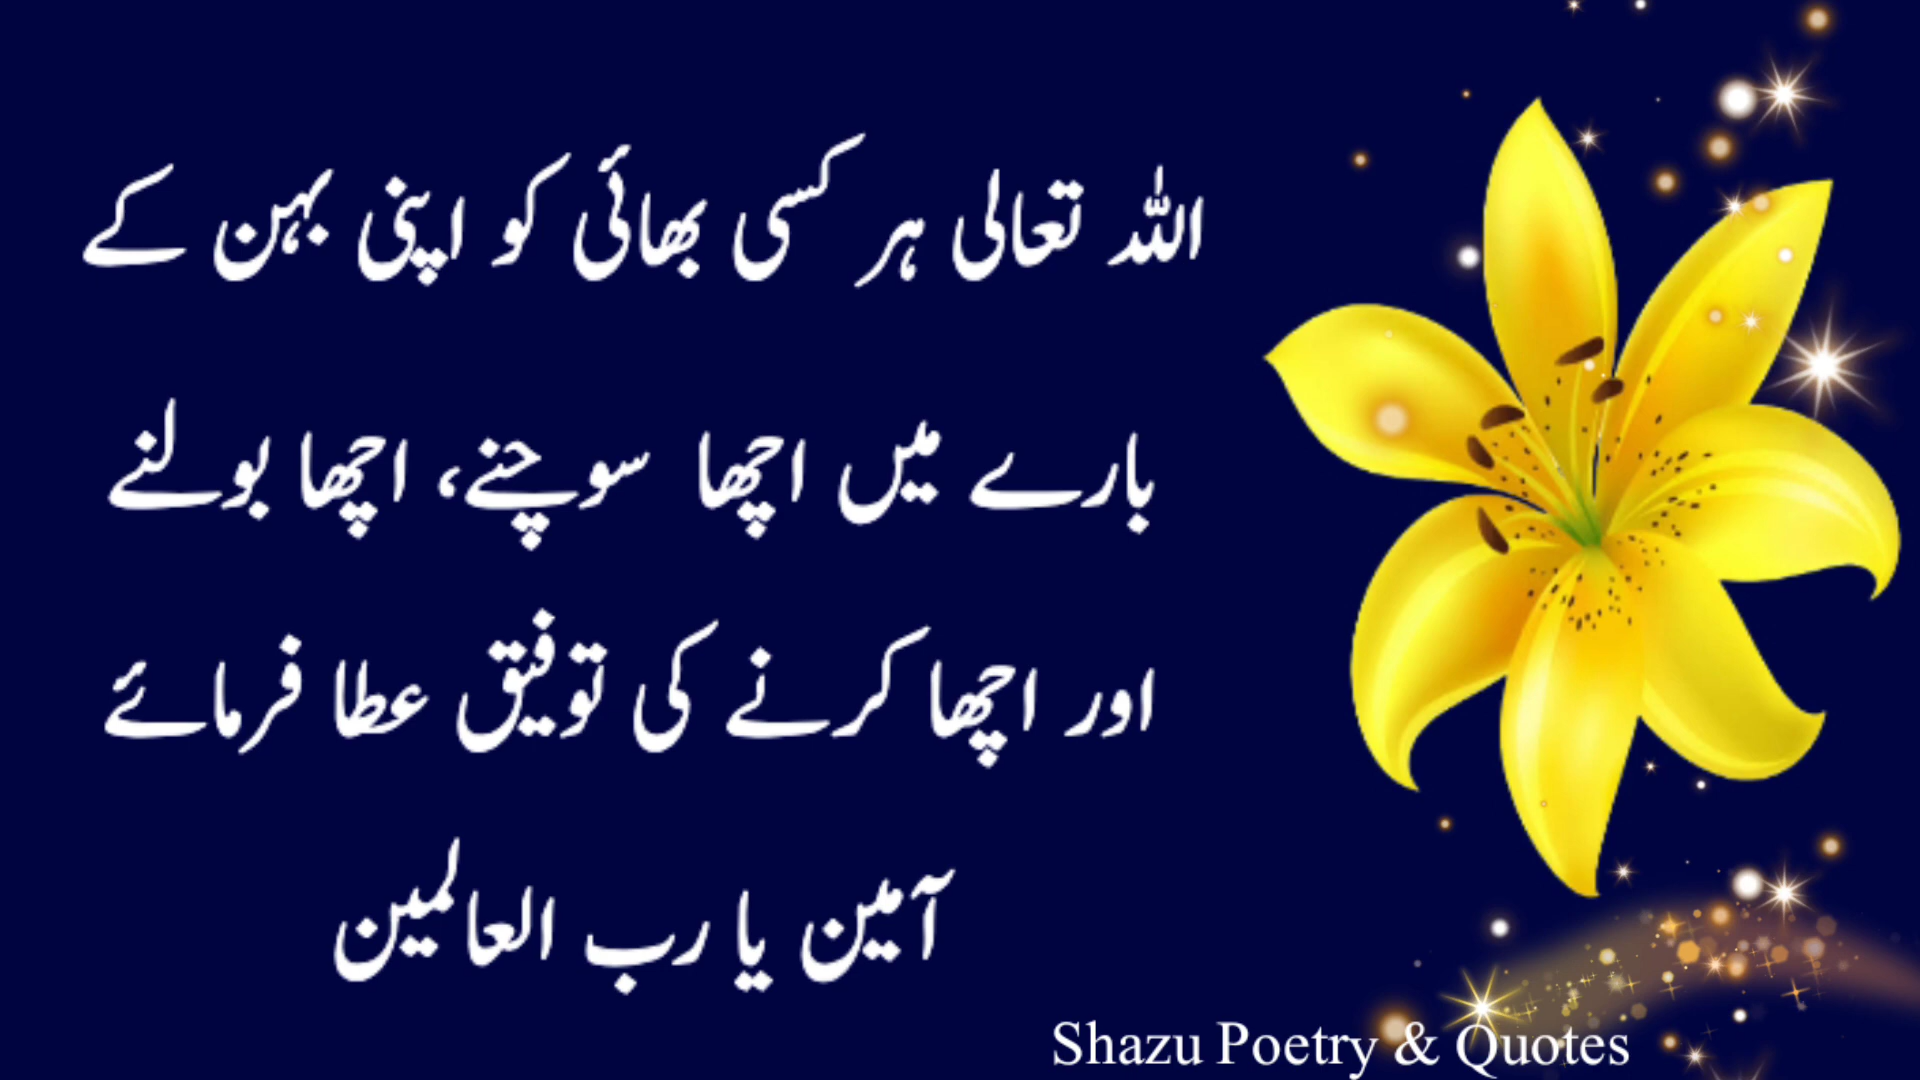 اللہ تعالی ہر کسی بھائی کو اپنی بہن کے
بارے میں اچھا سوچنے، اچھا بولنے
اور اچھا کرنے کی توفیق عطا فرمائے
آمین یا رب العالمین
Shazu Poetry & Quotes